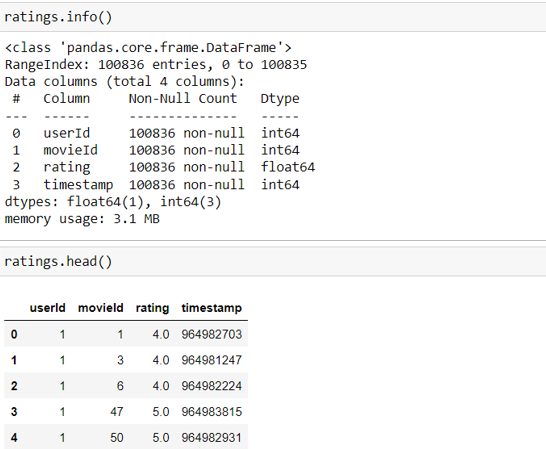 ratings.info()
<class 'pandas.core.frame.DataFrame'>
RangeIndex: 100836 entries, 0 to 100835
Data columns (total 4 columns):
 #   Column     Non-Null Count   Dtype
---  ------     --------------   -----
 0   userId     100836 non-null  int64
 1   movieId    100836 non-null  int64
 2   rating     100836 non-null  float64
 3   timestamp  100836 non-null  int64
dtypes: float64(1), int64(3)
memory usage: 3.1 MB
ratings.head()
userId movieId rating timestamp
0 1 1 4.0 964982703
1 1 3 4.0 964981247
2 1 6 4.0 964982224
3 1 47 5.0 964983815
4 1 50 5.0 964982931